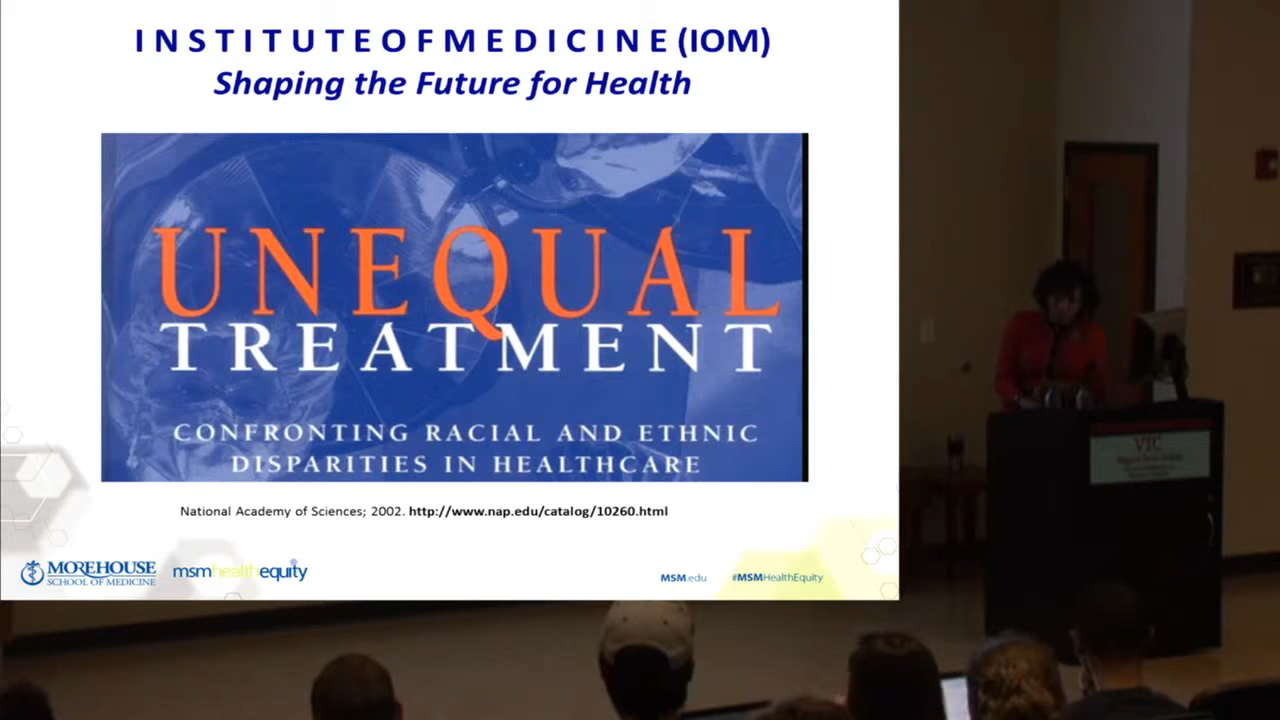 I N S T I T U T E O F M E D I C I N E (IOM)
Shaping the Future for Health
UNEQUAL
TREATMENT
CONFRONTING RACIAL AND ETHNIC
DISPARITIES IN HEALTHCARE
National Academy of Sciences; 2002. http://www.nap.edu/catalog/10260.html
MOREHOUSE
SCHOOL OF MEDICINE
msmhealthequity
MSM.edu
#MSMHealthEquity
VTC